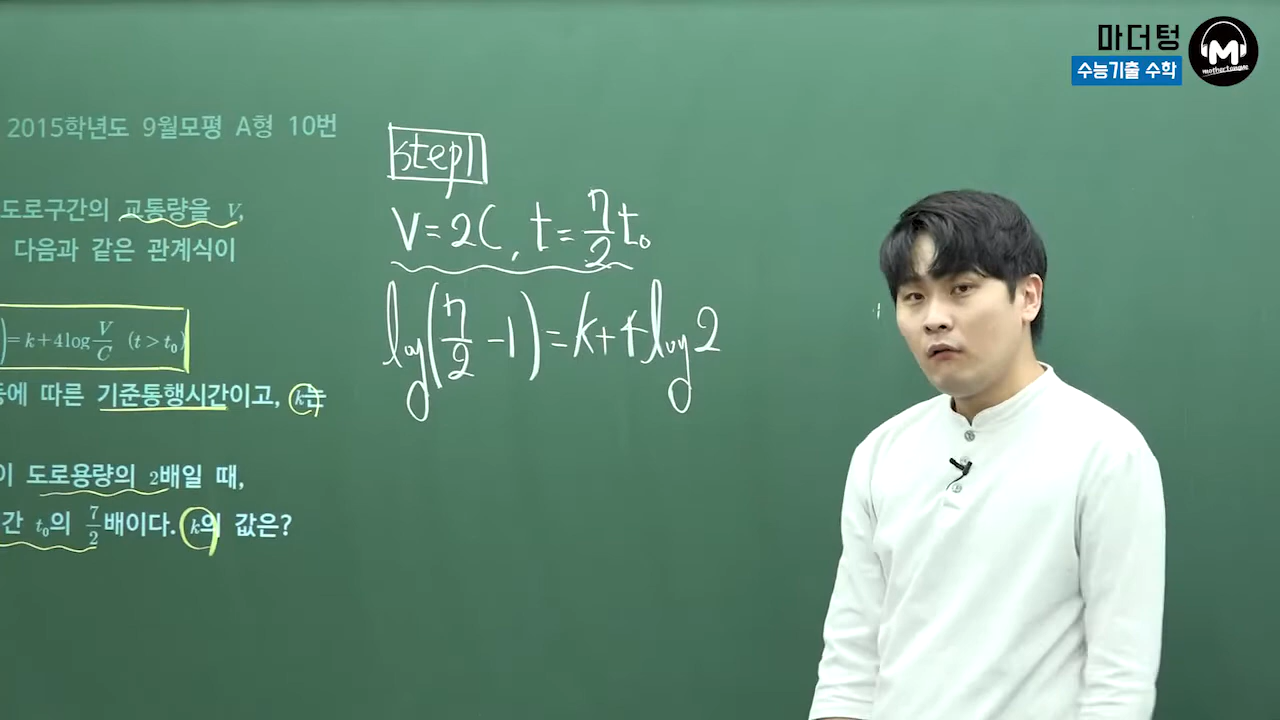 마더텅
수능기출 수학
M
mothertongue
2015학년도 9월모평 A형 10번
도로구간의 교통량을 V,
다음과 같은 관계식이
)=k+4log V/C (t>t₀)
에 따른 기준통행시간이고, k는
이 도로용량의 2배일 때,
간 t₀의 7/2배이다. k의 값은?
step1
V=2C, t=7/2t₀
log(7/2-1)=k+4log2